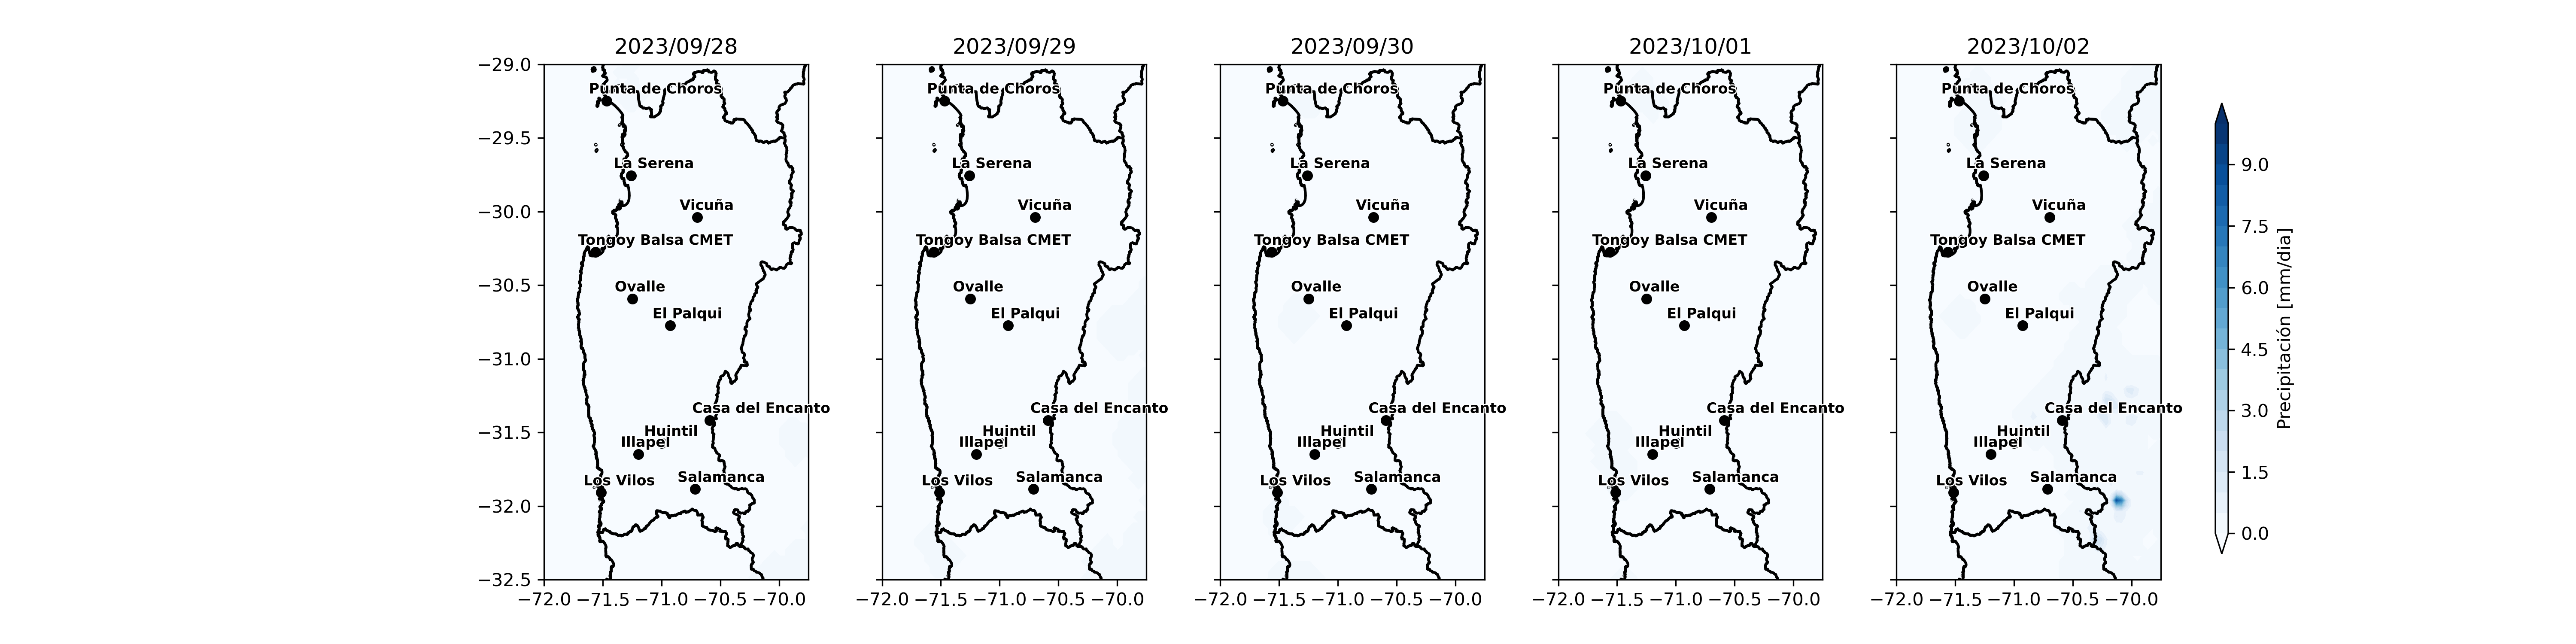 2023/09/28 2023/09/29 2023/09/30 2023/10/01 2023/10/02
−29.0
Punta de Choros Punta de Choros Punta de Choros Punta de Choros Punta de Choros
−29.5
La Serena La Serena La Serena La Serena La Serena
9.0
Vicuña Vicuña Vicuña Vicuña Vicuña
−30.0
7.5
Tongoy Balsa CMET Tongoy Balsa CMET Tongoy Balsa CMET Tongoy Balsa CMET Tongoy Balsa CMET
−30.5
Ovalle Ovalle Ovalle Ovalle Ovalle
6.0
El Palqui El Palqui El Palqui El Palqui El Palqui
Precipitación [mm/dia]
4.5
−31.0
Casa del Encanto Casa del Encanto Casa del Encanto Casa del Encanto Casa del Encanto
3.0
−31.5
Huintil Huintil Huintil Huintil Huintil
Illapel Illapel Illapel Illapel Illapel
1.5
Los Vilos Salamanca Los Vilos Salamanca Los Vilos Salamanca Los Vilos Salamanca Los Vilos Salamanca
−32.0
0.0
−32.5
−72.0 −71.5 −71.0 −70.5 −70.0 −72.0 −71.5 −71.0 −70.5 −70.0 −72.0 −71.5 −71.0 −70.5 −70.0 −72.0 −71.5 −71.0 −70.5 −70.0 −72.0 −71.5 −71.0 −70.5 −70.0